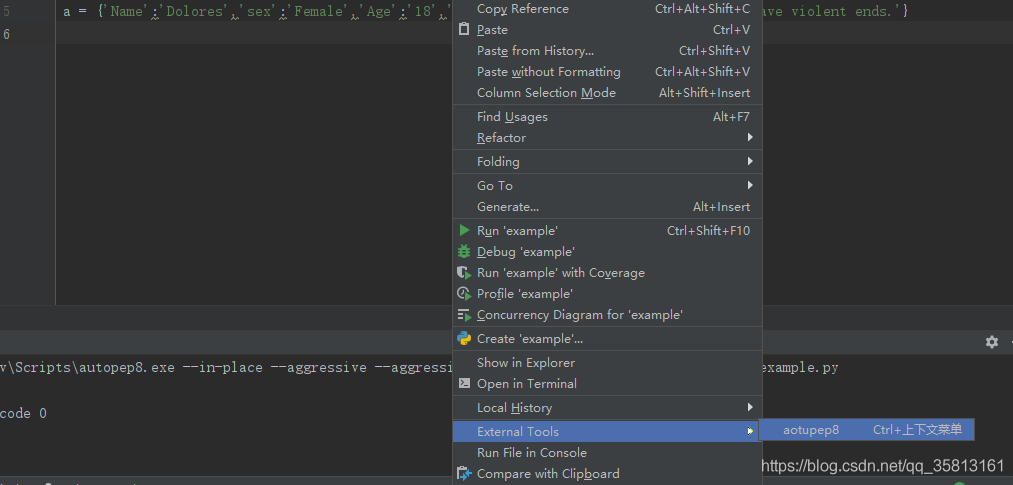 5 a = {'Name':'Dolores','sex':'Female','Age':'18','
ave violent ends.'}
6
Copy Reference Ctrl+Alt+Shift+C
Paste Ctrl+V
Paste from History... Ctrl+Shift+V
Paste without Formatting Ctrl+Alt+Shift+V
Column Selection Mode Alt+Shift+Insert
Find Usages Alt+F7
Refactor
Folding
Go To
Generate... Alt+Insert
Run 'example' Ctrl+Shift+F10
Debug 'example'
Run 'example' with Coverage
Profile 'example'
Concurrency Diagram for 'example'
Create 'example'...
Show in Explorer
Open in Terminal
Local History
External Tools
aotupep8 Ctrl+上下文菜单
Run File in Console
Compare with Clipboard
v\Scripts\autopep8.exe --in-place --aggressive --aggressi
example.py
code 0
https://blog.csdn.net/qq_35813161